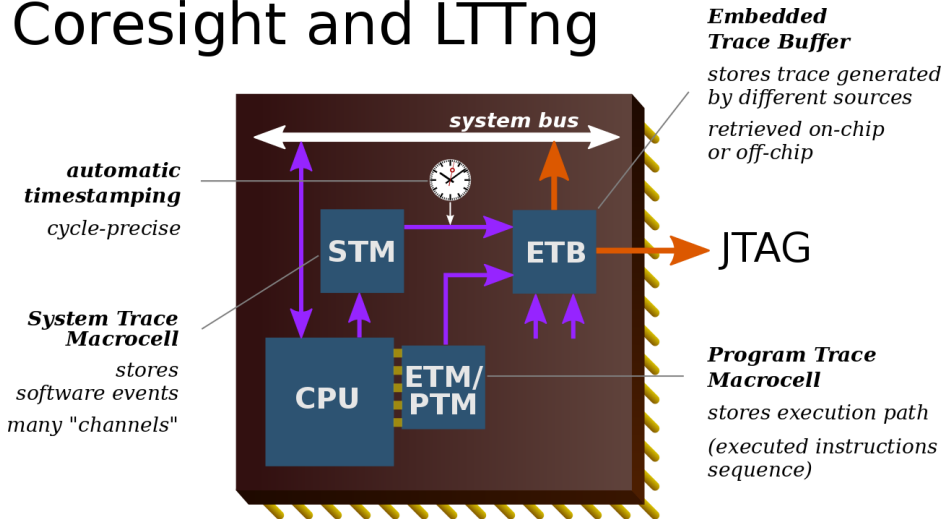 Coresight and LTTng
Embedded
Trace Buffer
stores trace generated
by different sources
retrieved on-chip
or off-chip
system bus
automatic
timestamping
cycle-precise
STM
ETB
JTAG
System Trace
Macrocell
stores
software events
many "channels"
CPU
ETM/
PTM
Program Trace
Macrocell
stores execution path
(executed instructions
sequence)